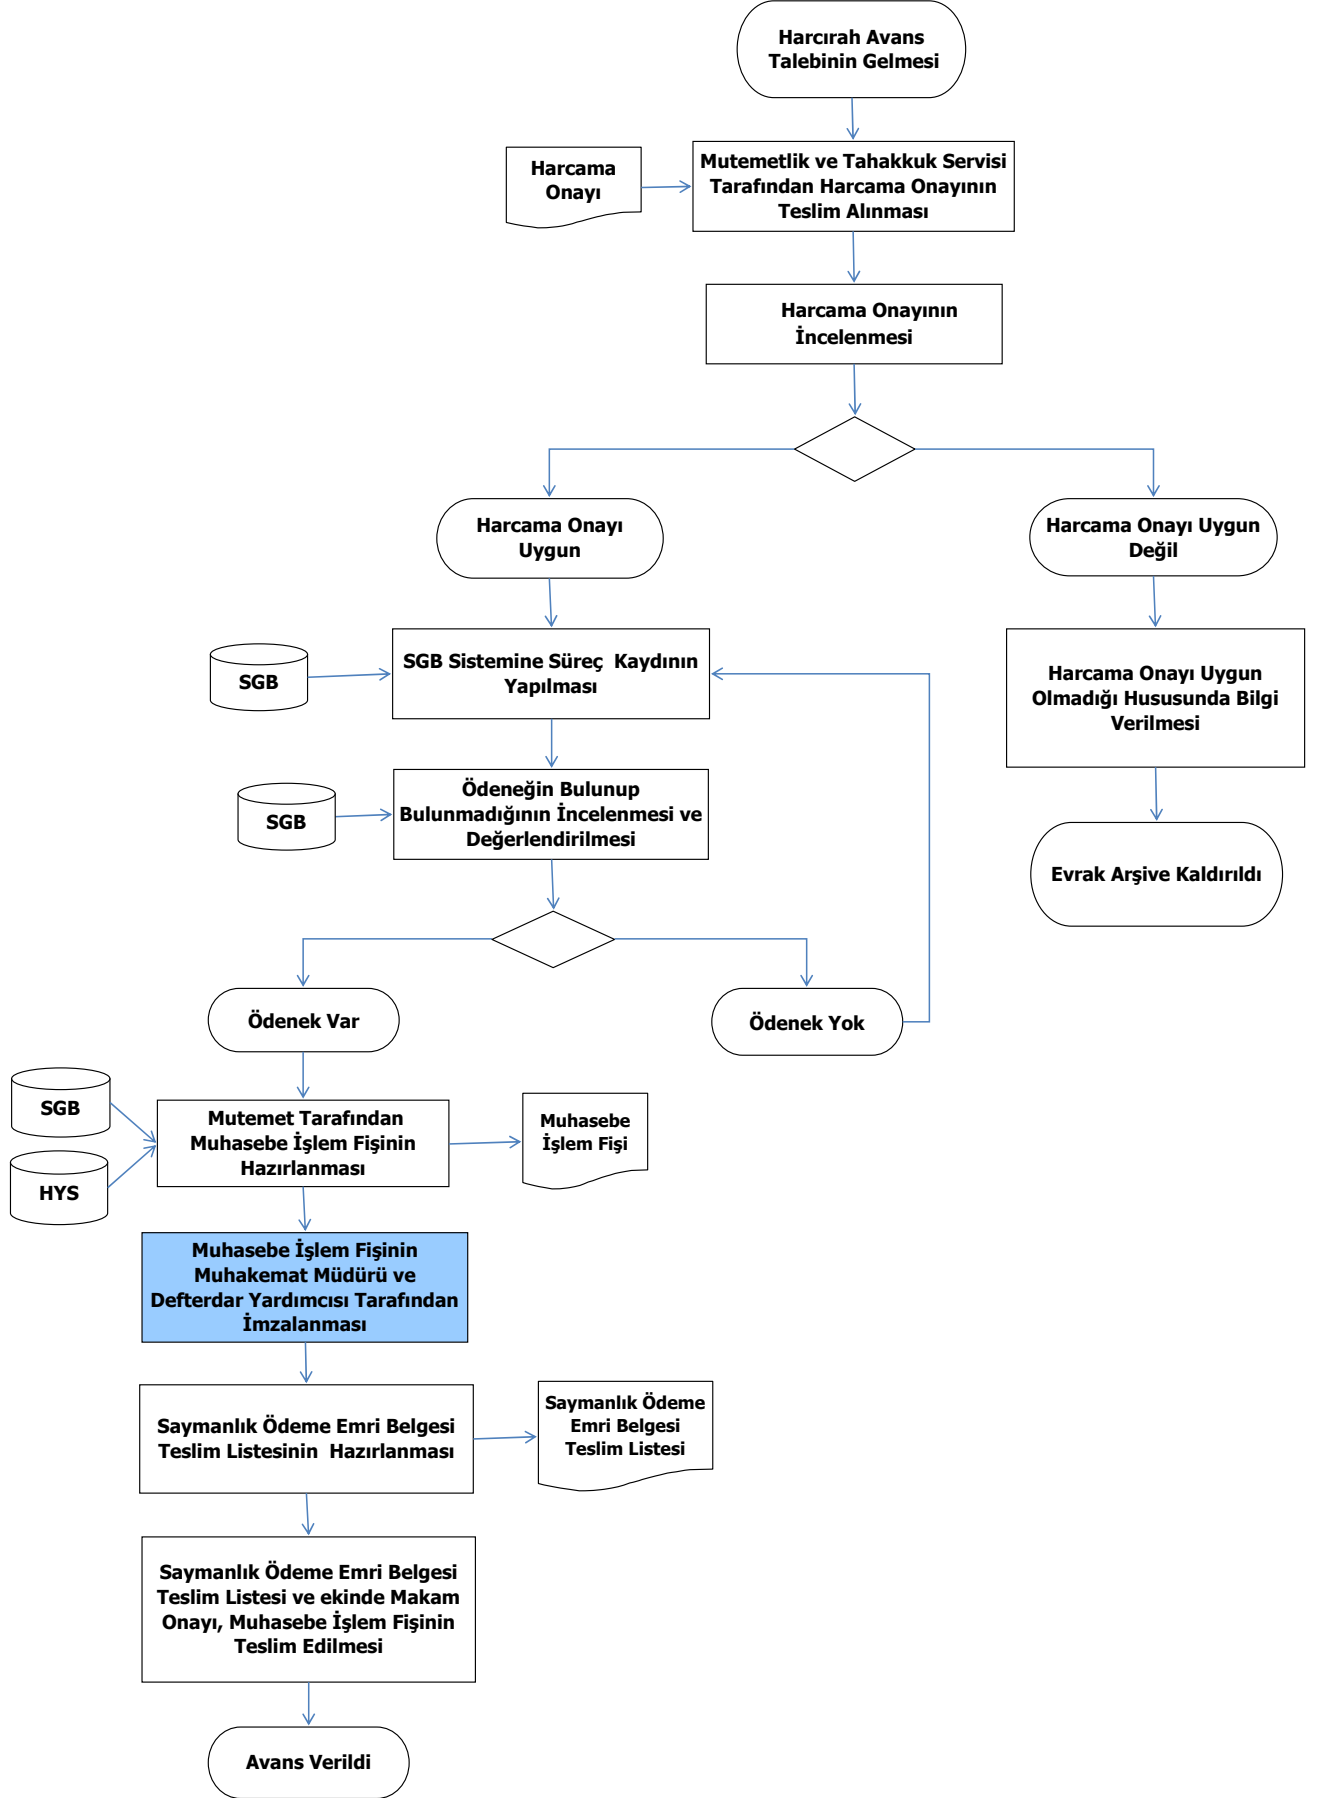 Harcırah Avans
Talebinin Gelmesi
Harcama
Onayı
Mutemetlik ve Tahakkuk Servisi
Tarafından Harcama Onayının
Teslim Alınması
Harcama Onayının
İncelenmesi
Harcama Onayı
Uygun
Harcama Onayı Uygun
Değil
SGB
SGB Sistemine Süreç  Kaydının
Yapılması
Harcama Onayı Uygun
Olmadığı Hususunda Bilgi
Verilmesi
SGB
Ödeneğin Bulunup
Bulunmadığının İncelenmesi ve
Değerlendirilmesi
Evrak Arşive Kaldırıldı
Ödenek Var
Ödenek Yok
SGB
HYS
Mutemet Tarafından
Muhasebe İşlem Fişinin
Hazırlanması
Muhasebe
İşlem Fişi
Muhasebe İşlem Fişinin
Muhakemat Müdürü ve
Defterdar Yardımcısı Tarafından
İmzalanması
Saymanlık Ödeme Emri Belgesi
Teslim Listesinin  Hazırlanması
Saymanlık Ödeme
Emri Belgesi
Teslim Listesi
Saymanlık Ödeme Emri Belgesi
Teslim Listesi ve ekinde Makam
Onayı, Muhasebe İşlem Fişinin
Teslim Edilmesi
Avans Verildi